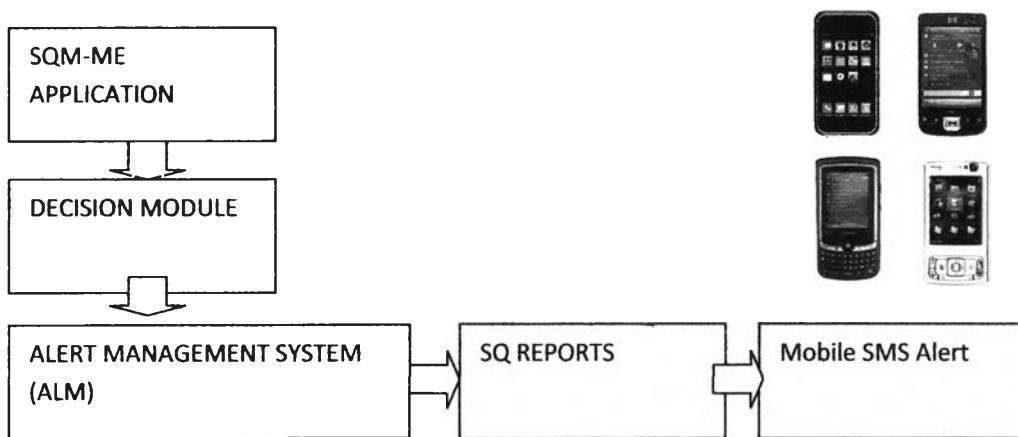 SQM-ME
APPLICATION
DECISION MODULE
ALERT MANAGEMENT SYSTEM
(ALM)
SQ REPORTS
Mobile SMS Alert